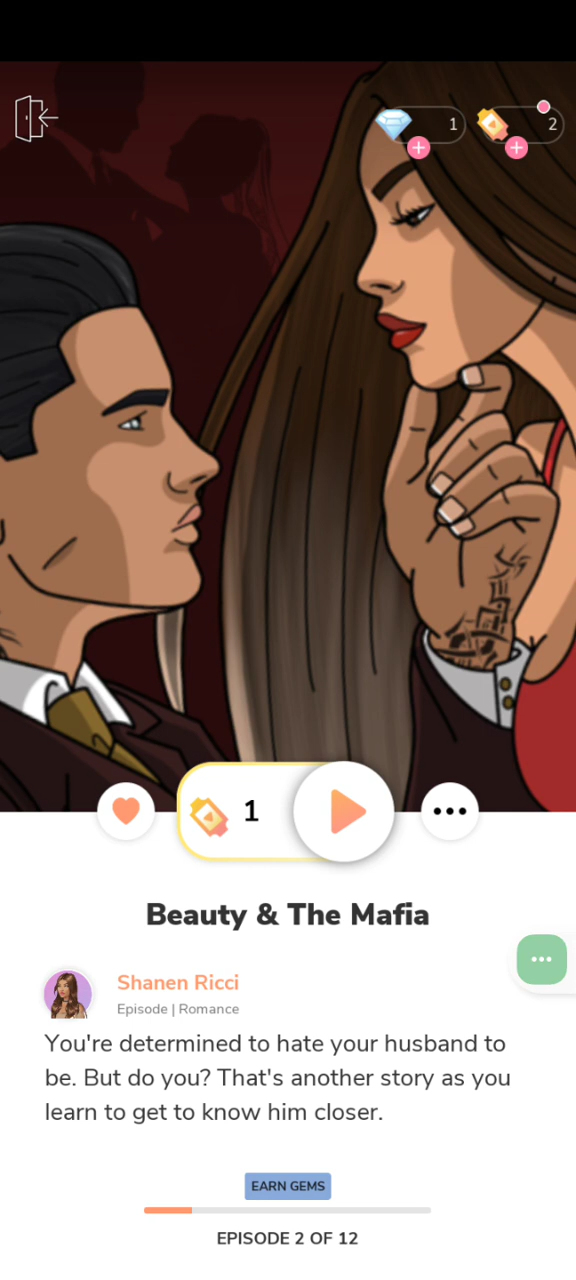 1
2
1
Beauty & The Mafia
Shanen Ricci
Episode | Romance
You're determined to hate your husband to
be. But do you? That's another story as you
learn to get to know him closer.
EARN GEMS
EPISODE 2 OF 12